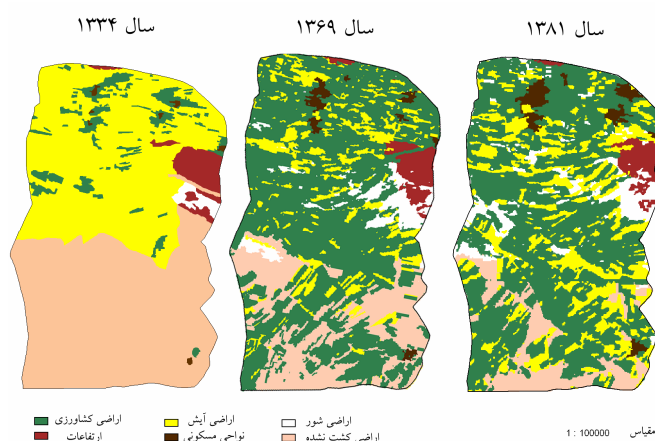 سال ۱۳۳۴
سال ۱۳۶۹
سال ۱۳۸۱
اراضی کشاورزی
اراضی آیش
اراضی شور
ارتفاعات
نواحی مسکونی
اراضی کشت نشده
مقیاس 1 : 100000